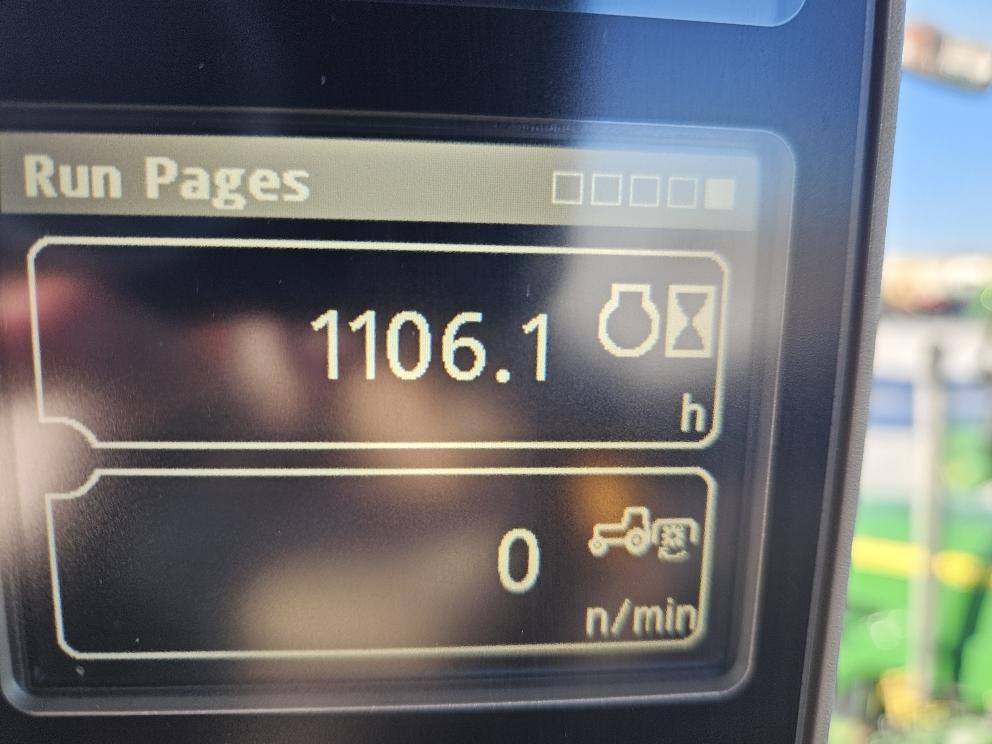 Run Pages
1106.1
h
0
n/min